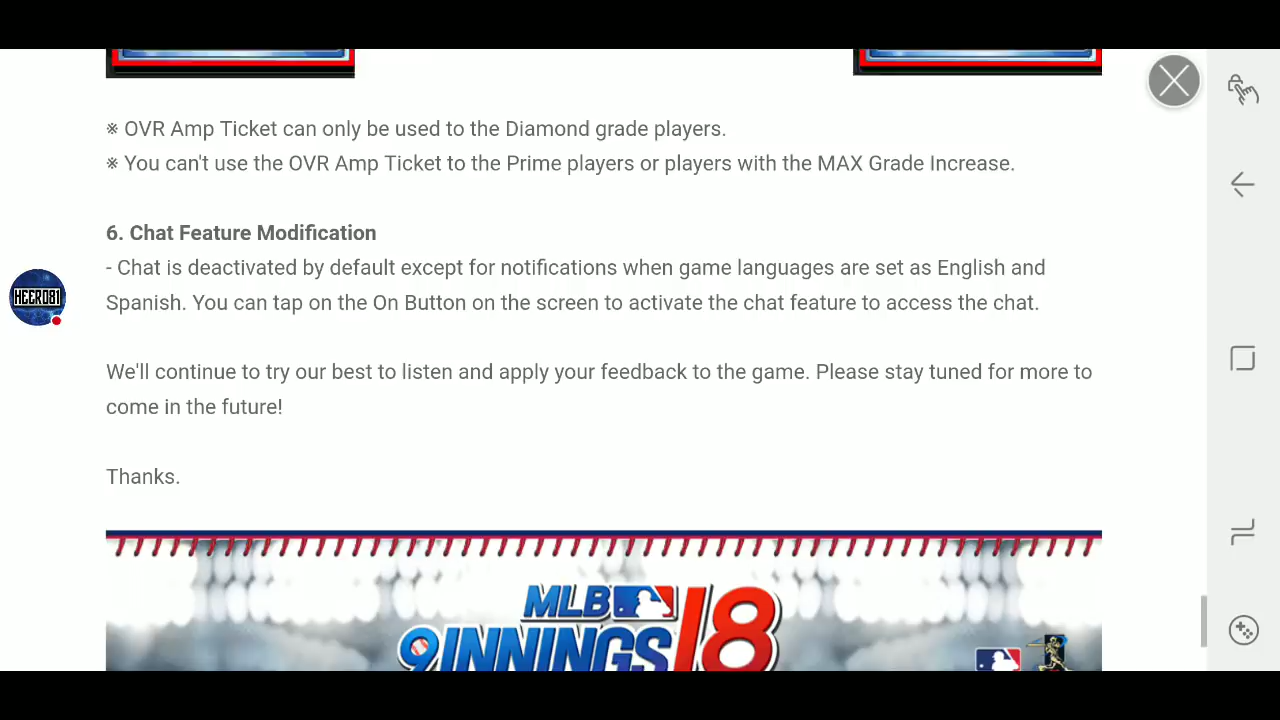 ※ OVR Amp Ticket can only be used to the Diamond grade players.
※ You can't use the OVR Amp Ticket to the Prime players or players with the MAX Grade Increase.
6. Chat Feature Modification
- Chat is deactivated by default except for notifications when game languages are set as English and
Spanish. You can tap on the On Button on the screen to activate the chat feature to access the chat.
HEERO81
We'll continue to try our best to listen and apply your feedback to the game. Please stay tuned for more to
come in the future!
Thanks.
MLB 18
9INNINGS